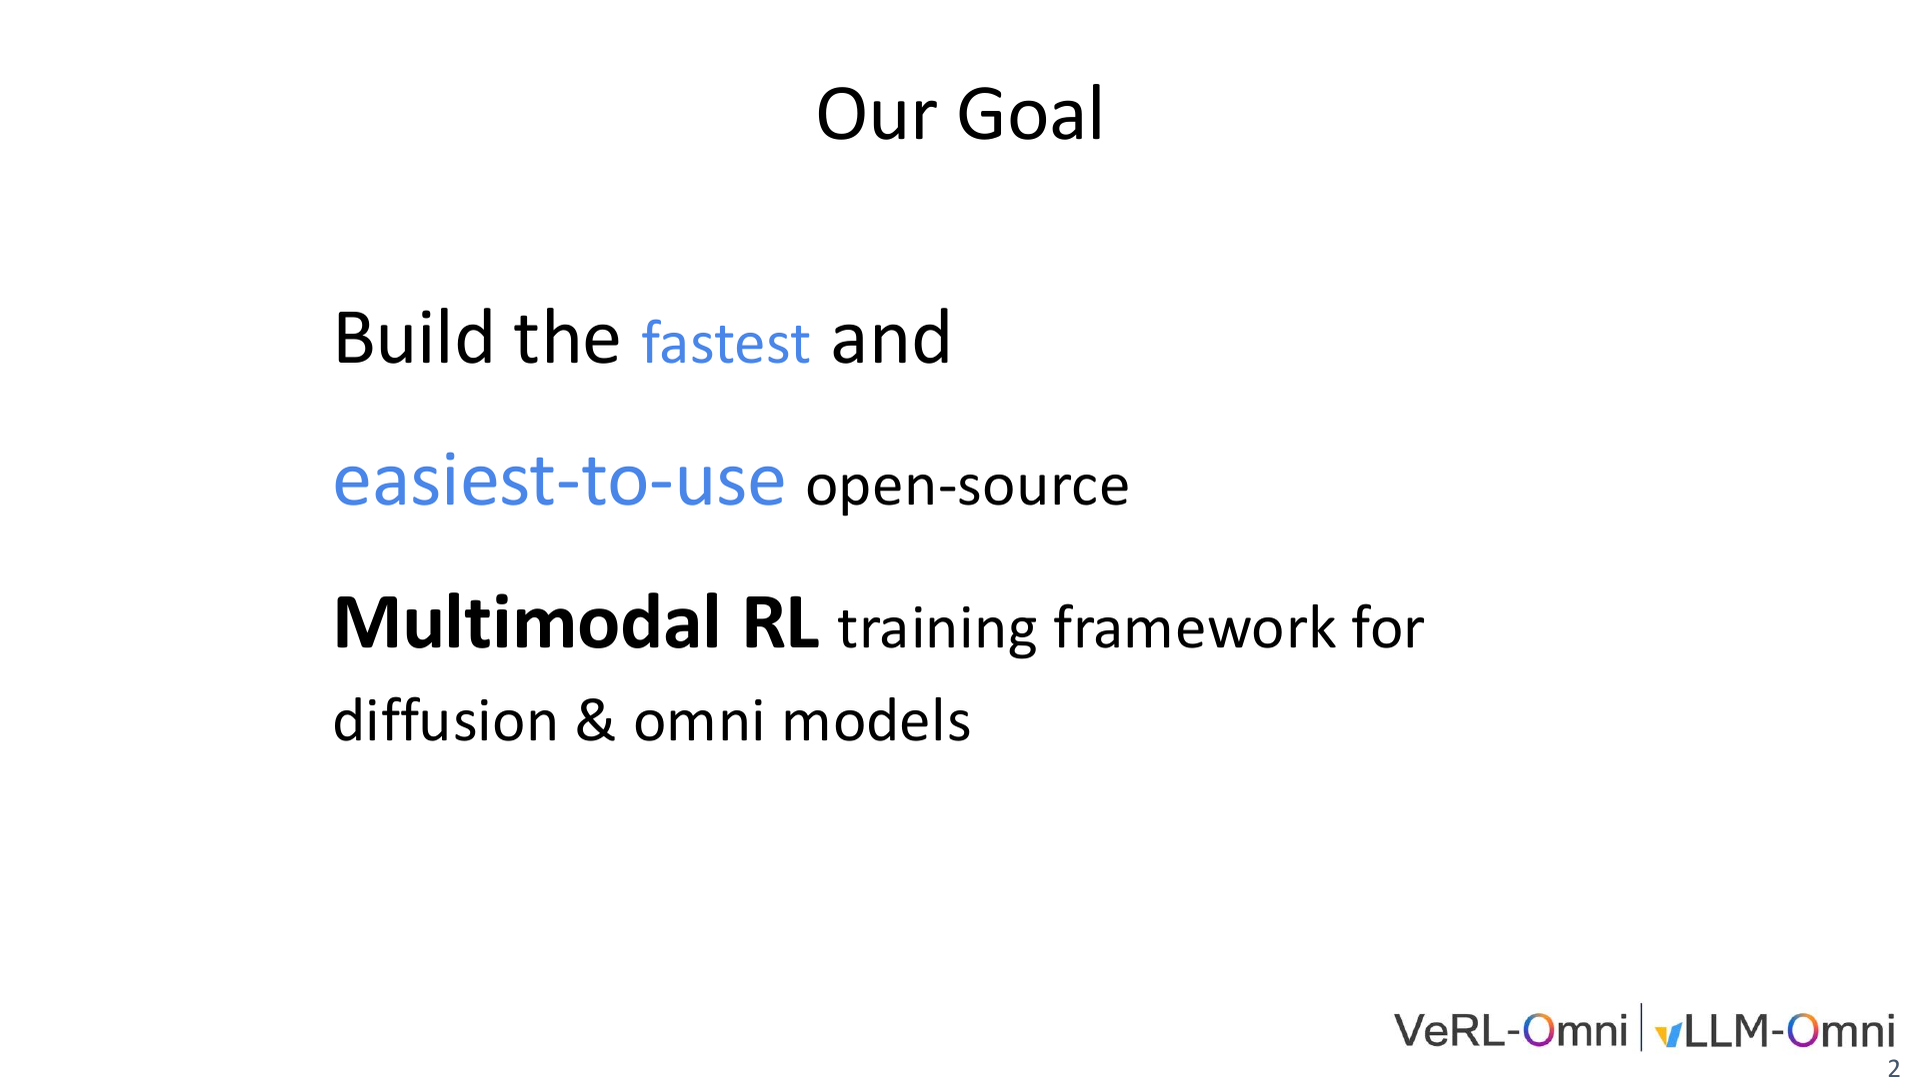 Our Goal
Build the fastest and
easiest-to-use open-source
Multimodal RL training framework for
diffusion & omni models
VeRL-Omni | vLLM-Omni
2